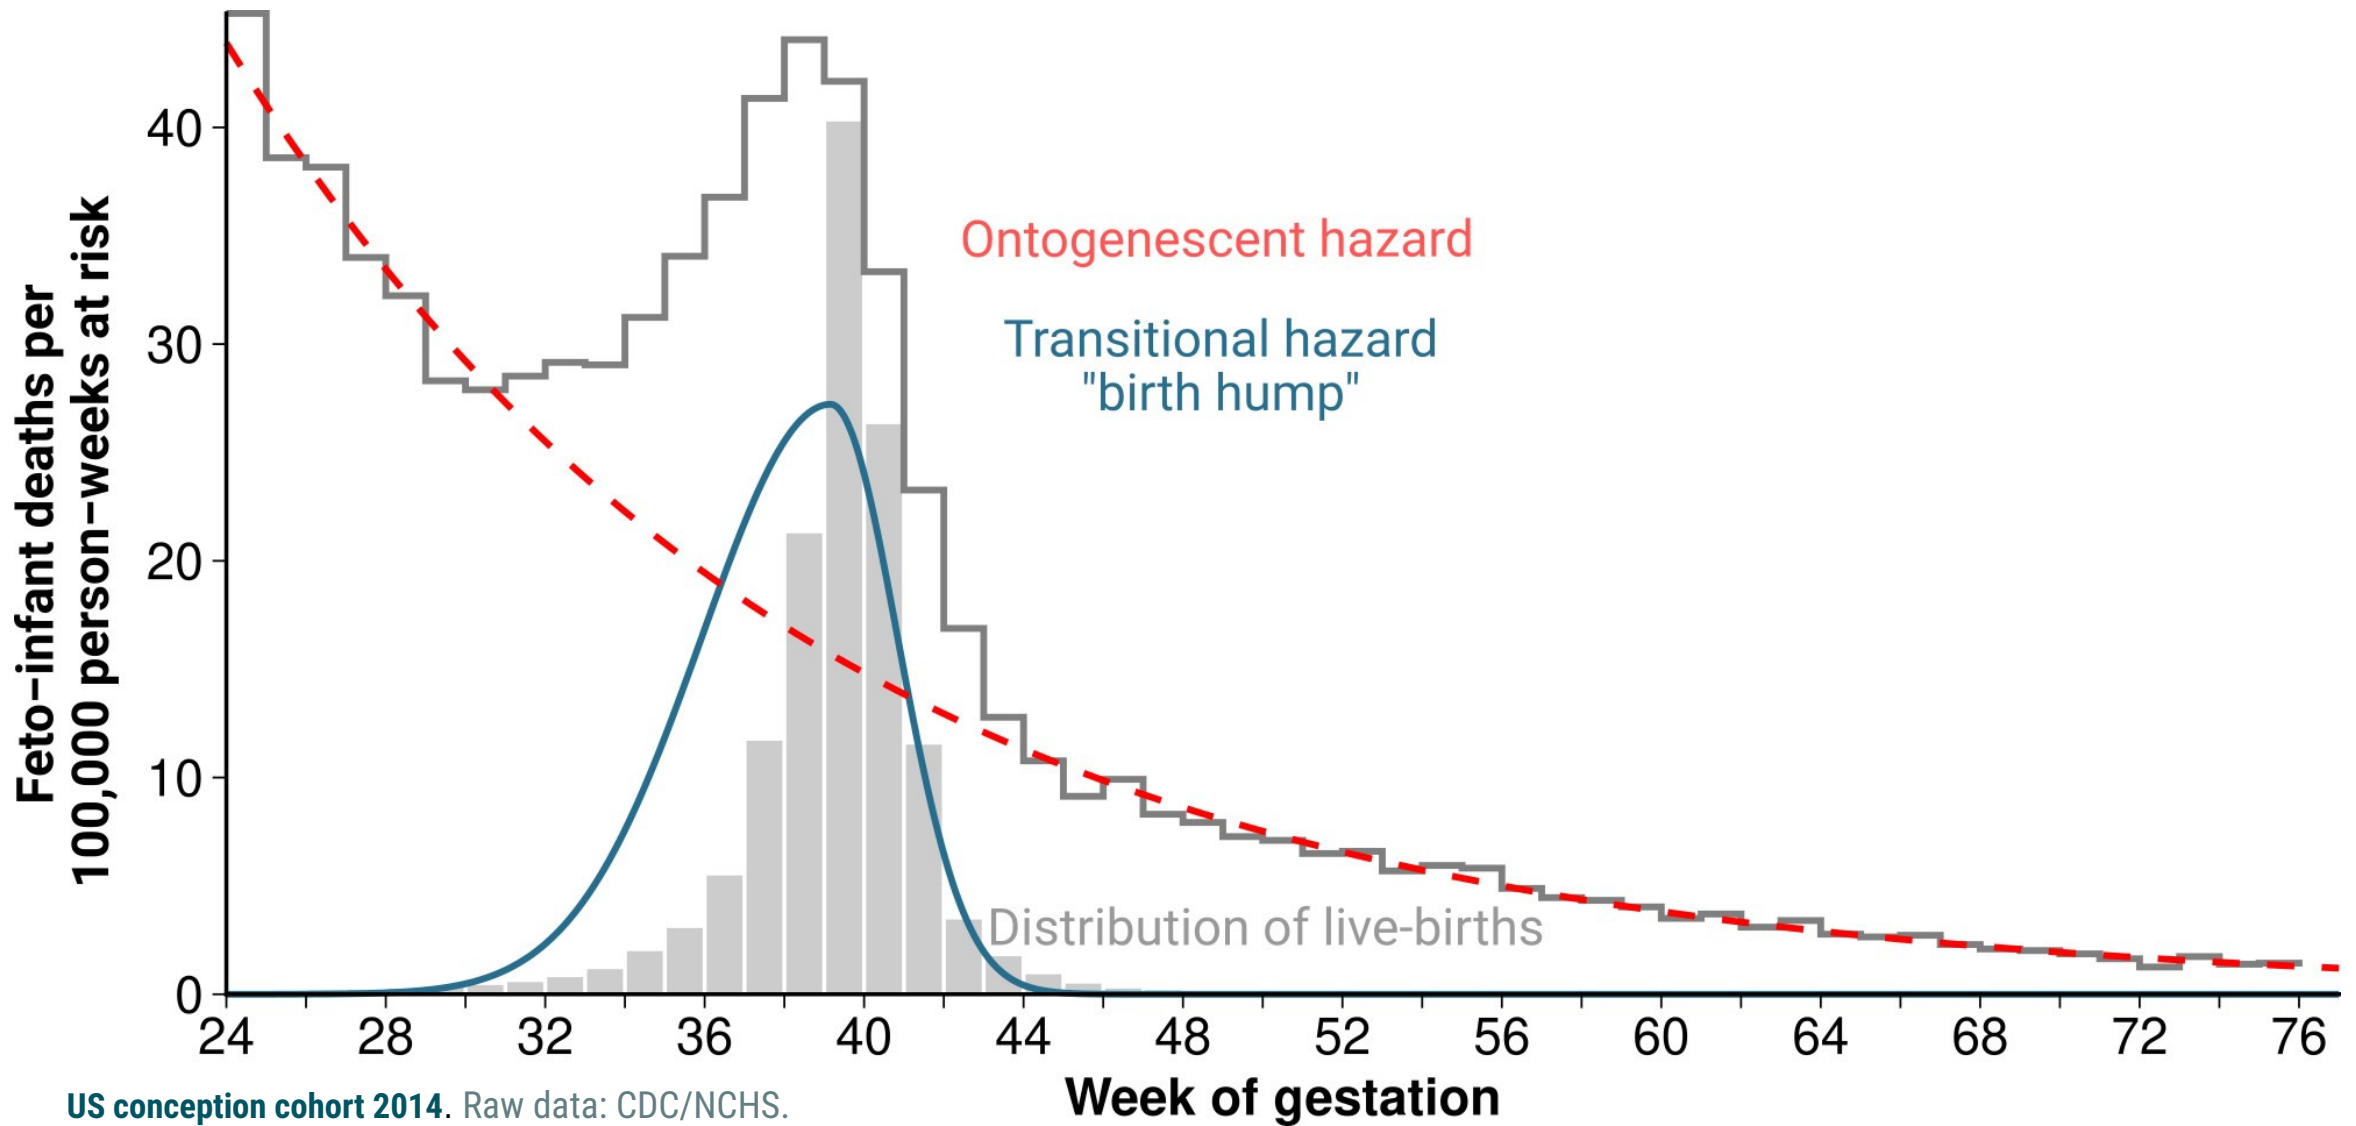 Feto−infant deaths per
100,000 person−weeks at risk
40
30
20
10
0
Ontogenescent hazard
Transitional hazard
"birth hump"
Distribution of live-births
24 28 32 36 40 44 48 52 56 60 64 68 72 76
Week of gestation
US conception cohort 2014. Raw data: CDC/NCHS.